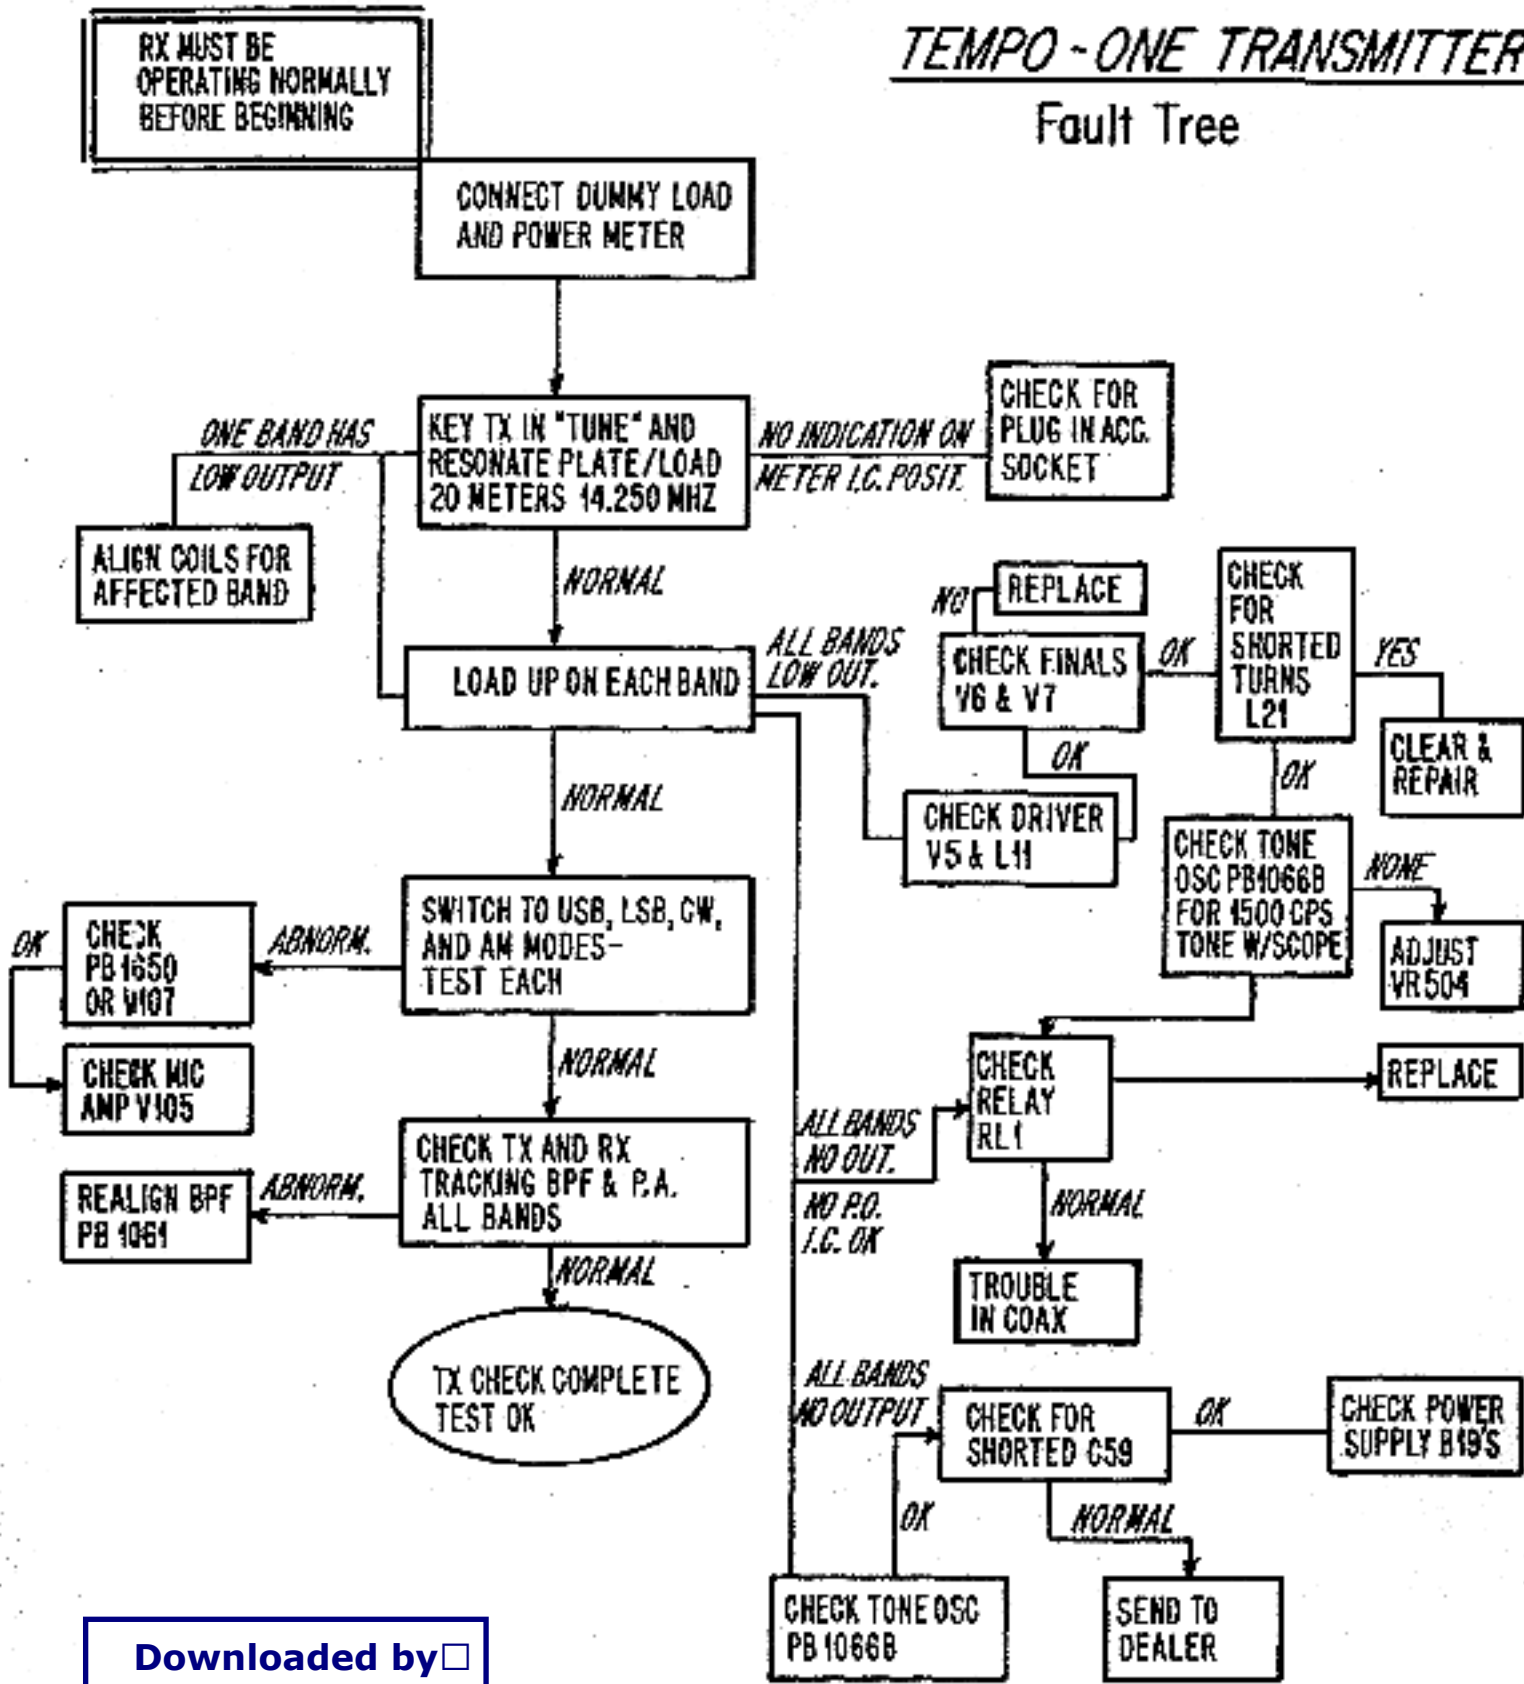 TEMPO-ONE TRANSMITTER
Fault Tree
RX MUST BE
OPERATING NORMALLY
BEFORE BEGINNING
CONNECT DUMMY LOAD
AND POWER METER
KEY TX IN "TUNE" AND
RESONATE PLATE/LOAD
20 METERS 14.250 MHZ
ONE BAND HAS
LOW OUTPUT
ALIGN COILS FOR
AFFECTED BAND
NO INDICATION ON
METER I.C. POSIT.
CHECK FOR
PLUG IN ACC.
SOCKET
NORMAL
LOAD UP ON EACH BAND
ALL BANDS
LOW OUT.
NO
REPLACE
CHECK FINALS
V6 & V7
OK
CHECK
FOR
SHORTED
TURNS
L21
YES
CLEAR &
REPAIR
OK
CHECK DRIVER
V5 & L11
OK
CHECK TONE
OSC PB1066B
FOR 1500 CPS
TONE W/SCOPE
NONE
ADJUST
VR504
NORMAL
SWITCH TO USB, LSB, CW,
AND AM MODES-
TEST EACH
ABNORM.
CHECK
PB1650
OR V107
OK
CHECK MIC
AMP V105
NORMAL
CHECK TX AND RX
TRACKING BPF & P.A.
ALL BANDS
ABNORM.
REALIGN BPF
PB 1061
NORMAL
TX CHECK COMPLETE
TEST OK
ALL BANDS
NO OUT.
NO P.O.
I.C. OK
CHECK
RELAY
RL1
REPLACE
NORMAL
TROUBLE
IN COAX
ALL BANDS
NO OUTPUT
CHECK FOR
SHORTED C59
OK
CHECK POWER
SUPPLY B19'S
OK
NORMAL
CHECK TONE OSC
PB 1066B
SEND TO
DEALER
Downloaded by□